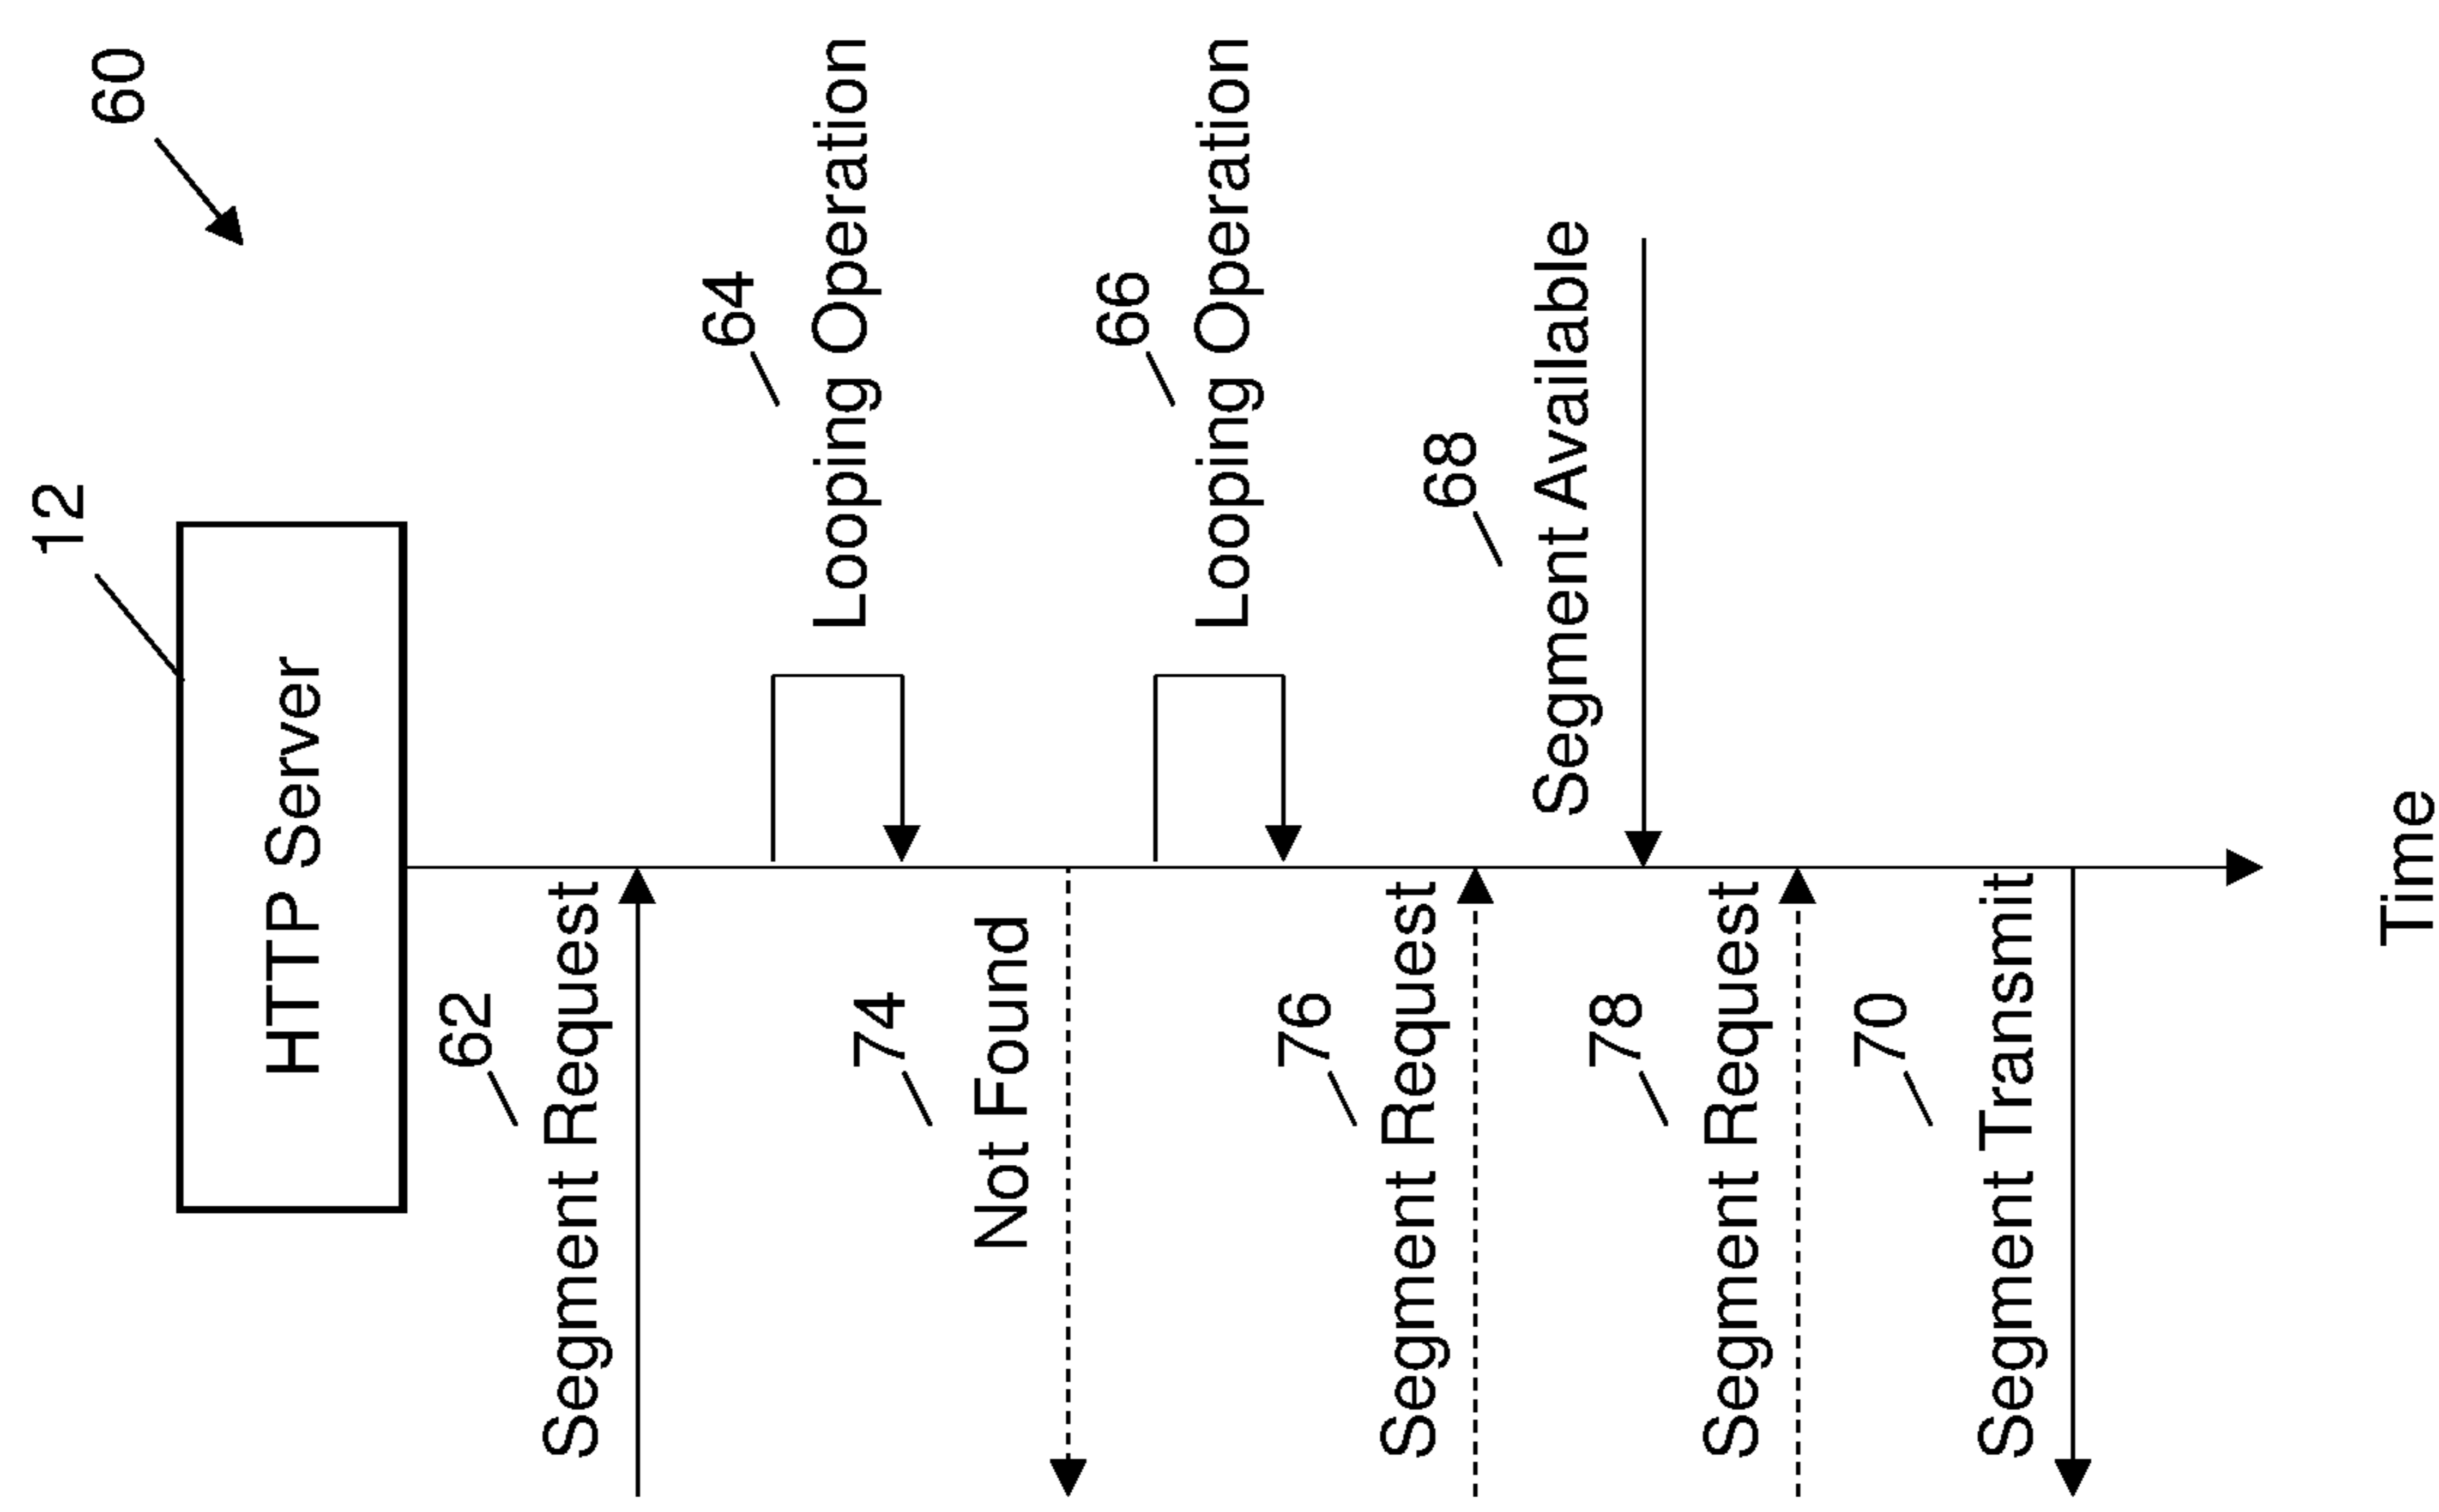 60
12
HTTP Server
62
Segment Request
64
Looping Operation
74
Not Found
66
Looping Operation
76
Segment Request
68
Segment Available
78
Segment Request
70
Segment Transmit
Time